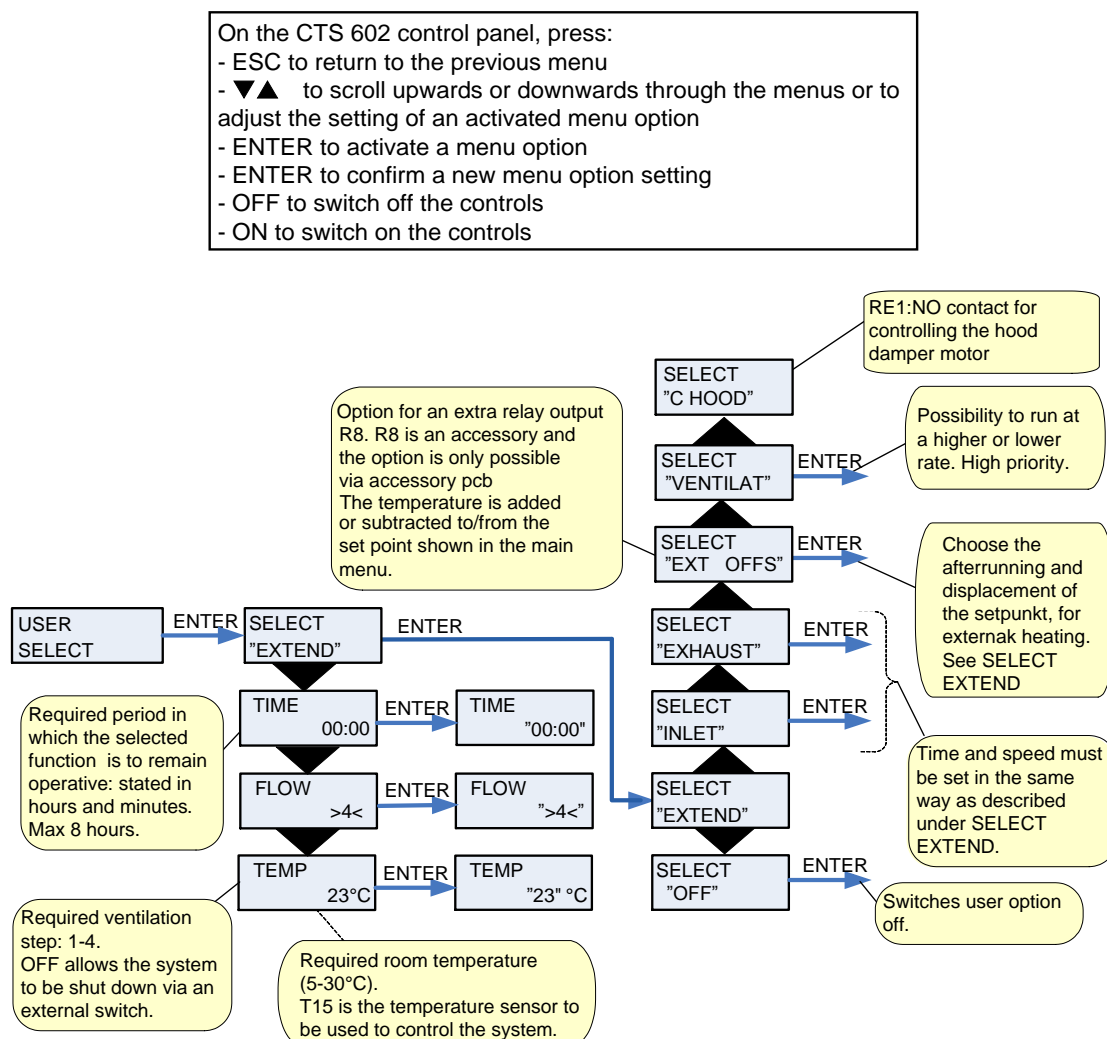 On the CTS 602 control panel, press:
- ESC to return to the previous menu
- ▼▲ to scroll upwards or downwards through the menus or to
adjust the setting of an activated menu option
- ENTER to activate a menu option
- ENTER to confirm a new menu option setting
- OFF to switch off the controls
- ON to switch on the controls
RE1:NO contact for
controlling the hood
damper motor
SELECT
"C HOOD"
Option for an extra relay output
R8. R8 is an accessory and
the option is only possible
via accessory pcb
The temperature is added
or subtracted to/from the
set point shown in the main
menu.
SELECT
"VENTILAT"
ENTER
Possibility to run at
a higher or lower
rate. High priority.
SELECT
"EXT OFFS"
ENTER
Choose the
afterrunning and
displacement of
the setpunkt, for
externak heating.
See SELECT
EXTEND
USER
SELECT
ENTER
SELECT
"EXTEND"
ENTER
SELECT
"EXHAUST"
ENTER
SELECT
"INLET"
ENTER
Time and speed must
be set in the same
way as described
under SELECT
EXTEND.
Required period in
which the selected
function is to remain
operative: stated in
hours and minutes.
Max 8 hours.
TIME
00:00
ENTER
TIME
"00:00"
FLOW
>4<
ENTER
FLOW
">4<"
SELECT
"EXTEND"
TEMP
23°C
ENTER
TEMP
"23" °C
SELECT
"OFF"
ENTER
Switches user option
off.
Required ventilation
step: 1-4.
OFF allows the system
to be shut down via an
external switch.
Required room temperature
(5-30°C).
T15 is the temperature sensor to
be used to control the system.